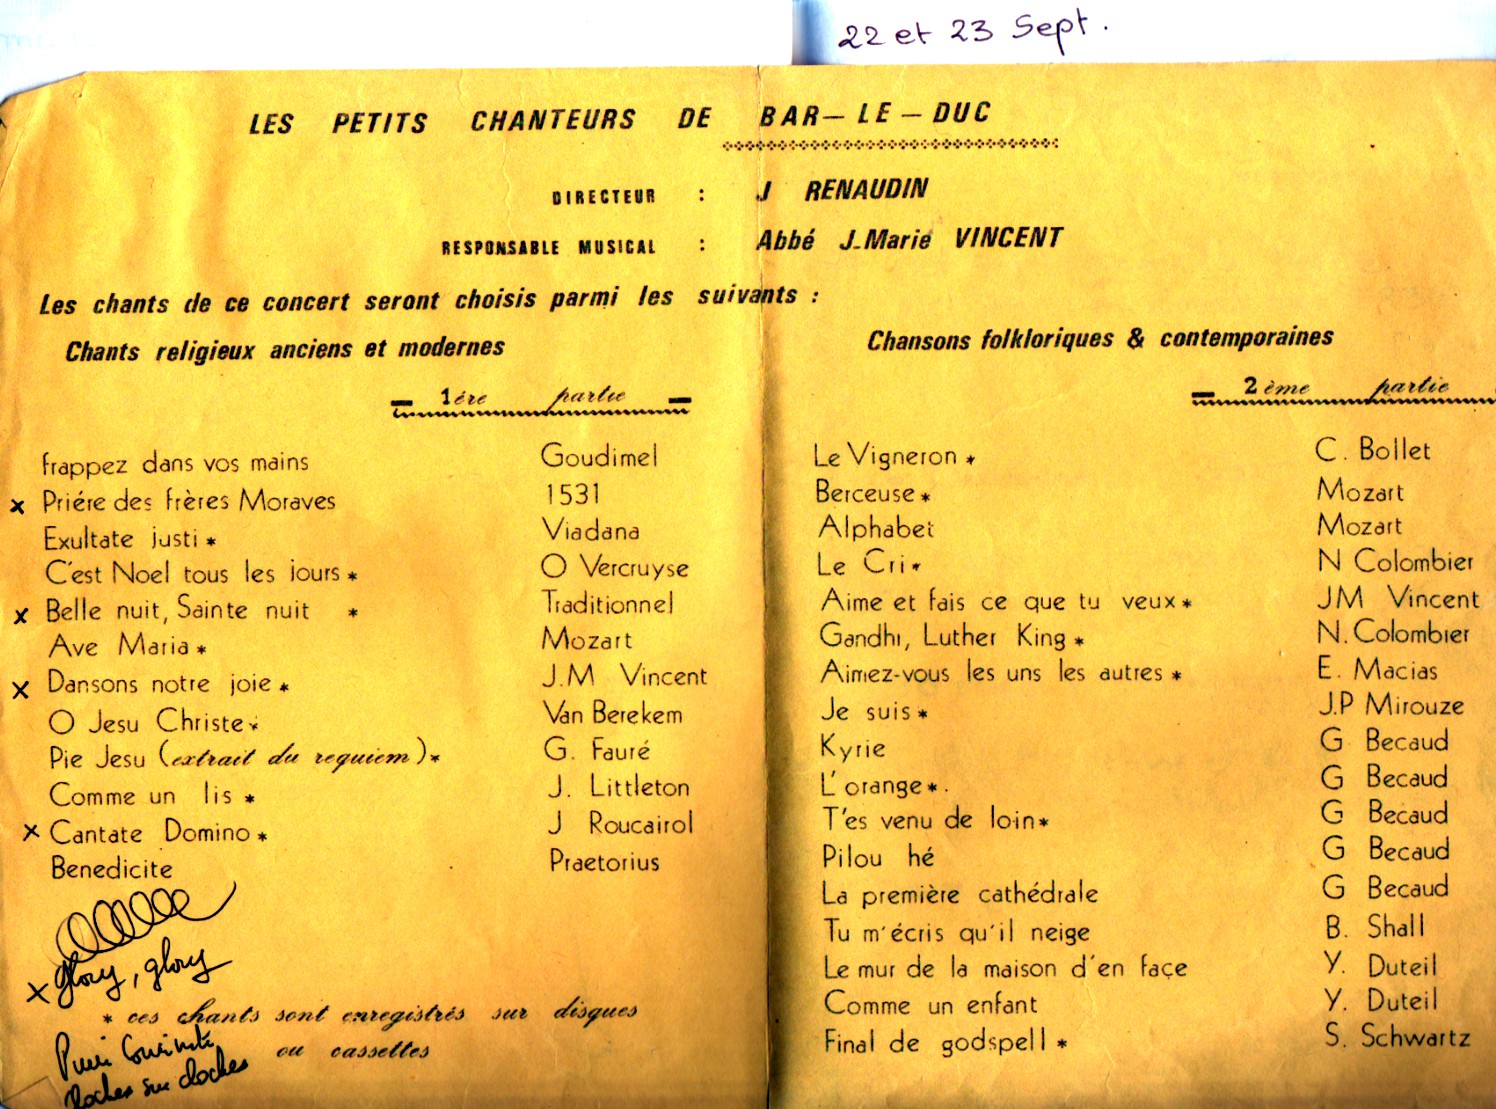 22 et 23 Sept.
LES PETITS CHANTEURS DE BAR-LE-DUC
DIRECTEUR : J RENAUDIN
RESPONSABLE MUSICAL : Abbé J.Marie VINCENT
Les chants de ce concert seront choisis parmi les suivants :
Chants religieux anciens et modernes
1ére partie
frappez dans vos mains Goudimel
x Priére des frères Moraves 1531
Exultate justi * Viadana
C'est Noel tous les jours * O Vercruyse
x Belle nuit, Sainte nuit * Traditionnel
Ave Maria * Mozart
x Dansons notre joie * J.M Vincent
O Jesu Christe * Van Berekem
Pie Jesu (extrait du requiem) * G. Fauré
Comme un lis * J. Littleton
x Cantate Domino * J Roucairol
Benedicite Praetorius
x glory, glory
* ces chants sont enregistrés sur disques
ou cassettes
cloches sur cloches
Chansons folkloriques & contemporaines
2ème partie
Le Vigneron * C. Bollet
Berceuse * Mozart
Alphabet Mozart
Le Cri * N Colombier
Aime et fais ce que tu veux * JM Vincent
Gandhi, Luther King * N. Colombier
Aimez-vous les uns les autres * E. Macias
Je suis * J.P Mirouze
Kyrie G Becaud
L'orange * . G Becaud
T'es venu de loin * G Becaud
Pilou hé G Becaud
La première cathédrale G Becaud
Tu m'écris qu'il neige B. Shall
Le mur de la maison d'en façe Y. Duteil
Comme un enfant Y. Duteil
Final de godspell * S. Schwartz